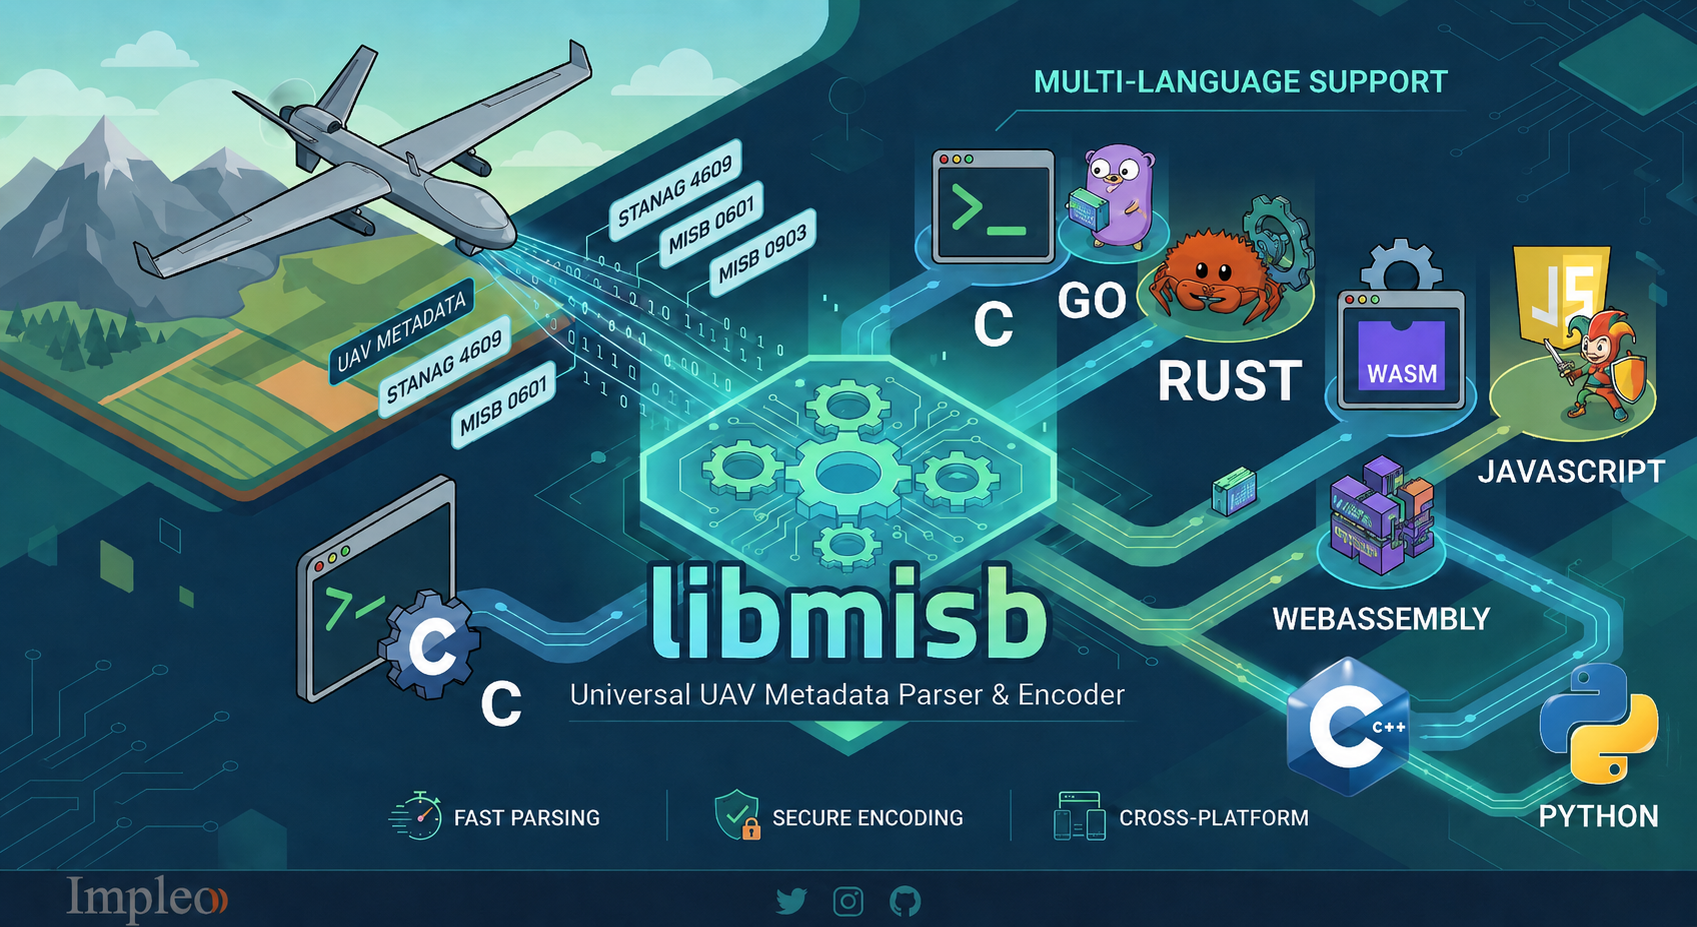 MULTI-LANGUAGE SUPPORT
STANAG 4609
MISB 0601
MISB 0903
UAV METADATA
STANAG 4609
MISB 0601
C
GO
RUST
WASM
JS
JAVASCRIPT
WEBASSEMBLY
C
C++
PYTHON
C
C
libmisb
Universal UAV Metadata Parser & Encoder
FAST PARSING
SECURE ENCODING
CROSS-PLATFORM
Impleo